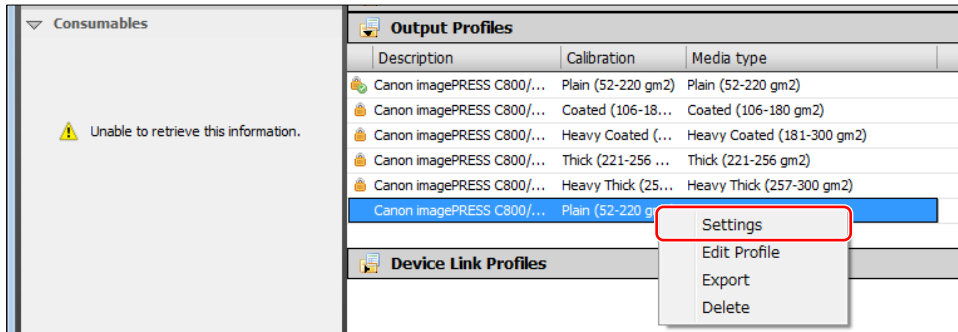 Consumables
Unable to retrieve this information.
Output Profiles
Description Calibration Media type
Canon imagePRESS C800/... Plain (52-220 gm2) Plain (52-220 gm2)
Canon imagePRESS C800/... Coated (106-18... Coated (106-180 gm2)
Canon imagePRESS C800/... Heavy Coated (... Heavy Coated (181-300 gm2)
Canon imagePRESS C800/... Thick (221-256 ... Thick (221-256 gm2)
Canon imagePRESS C800/... Heavy Thick (25... Heavy Thick (257-300 gm2)
Canon imagePRESS C800/... Plain (52-220
Settings
Edit Profile
Export
Delete
Device Link Profiles